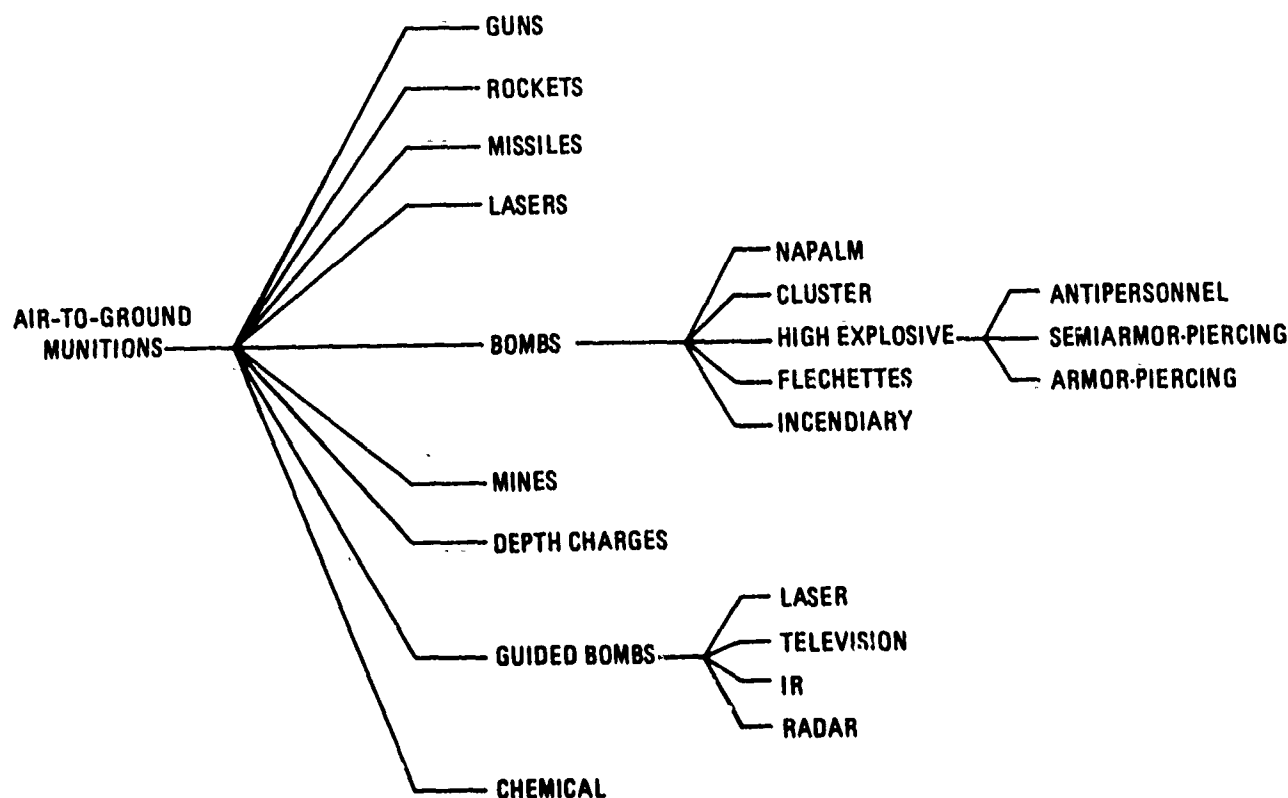 GUNS
ROCKETS
MISSILES
LASERS
AIR-TO-GROUND
MUNITIONS
BOMBS
NAPALM
CLUSTER
HIGH EXPLOSIVE
FLECHETTES
INCENDIARY
ANTIPERSONNEL
SEMIARMOR-PIERCING
ARMOR-PIERCING
MINES
DEPTH CHARGES
GUIDED BOMBS
LASER
TELEVISION
IR
RADAR
CHEMICAL